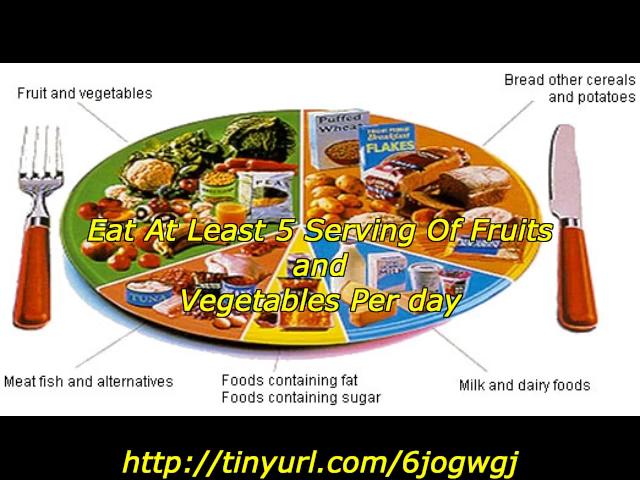 Fruit and vegetables
Bread other cereals
and potatoes
Puffed
Wheat
Breakfast
FLAKES
PEAS
Eat At Least 5 Serving Of Fruits
and
Vegetables Per day
TUNA
MILK
Meat fish and alternatives
Foods containing fat
Foods containing sugar
Milk and dairy foods
http://tinyurl.com/6jogwgj